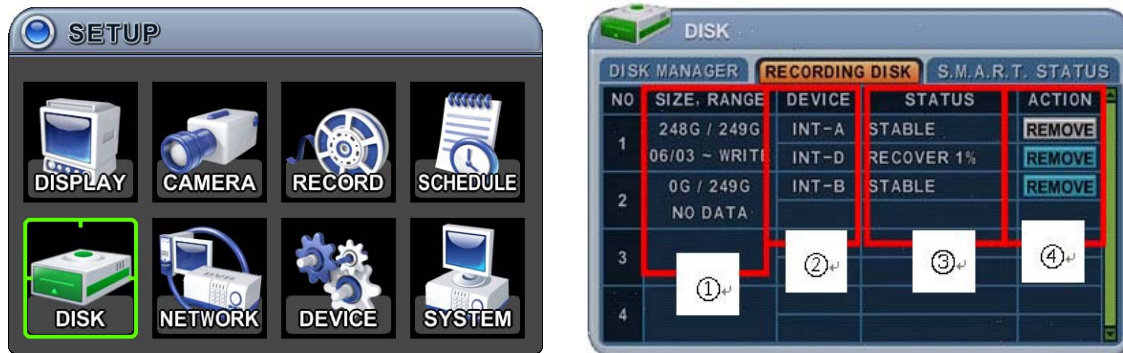 SETUP
DISPLAY CAMERA RECORD SCHEDULE
DVR
DISK NETWORK DEVICE SYSTEM
DISK
DISK MANAGER RECORDING DISK S.M.A.R.T. STATUS
NO SIZE, RANGE DEVICE STATUS ACTION
1 248G / 249G INT-A STABLE REMOVE
06/03 ~ WRITE INT-D RECOVER 1% REMOVE
2 0G / 249G INT-B STABLE REMOVE
NO DATA
3
4
① ② ③ ④